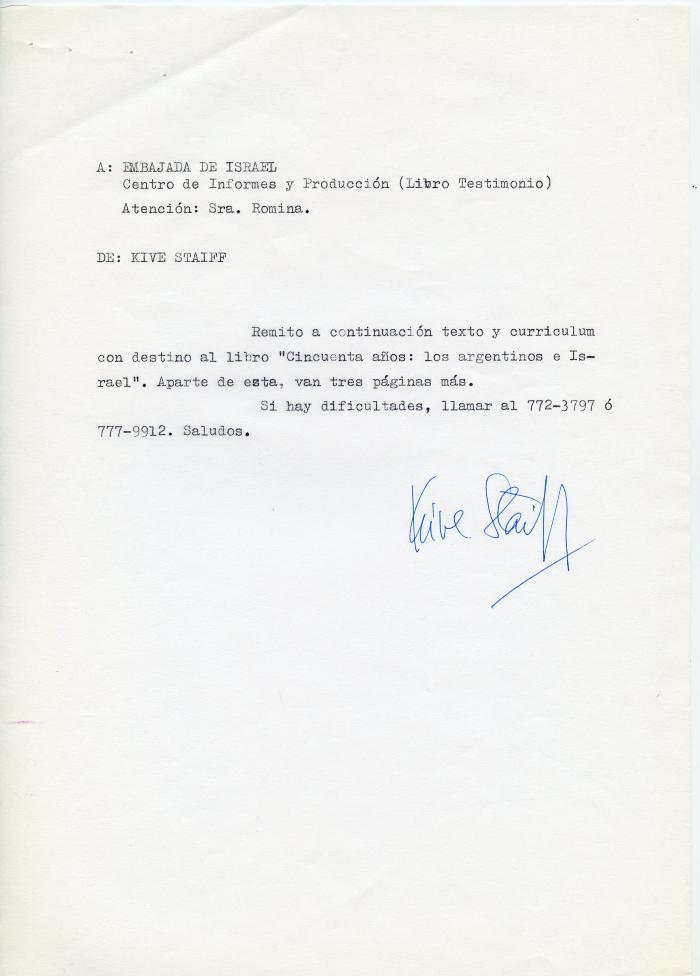 A: EMBAJADA DE ISRAEL
Centro de Informes y Producción (Libro Testimonio)
Atención: Sra. Romina.
DE: KIVE STAIFF
Remito a continuación texto y curriculum
con destino al libro "Cincuenta años: los argentinos e Is-
rael". Aparte de esta, van tres páginas más.
Si hay dificultades, llamar al 772-3797 ó
777-9912. Saludos.
Kive Staiff